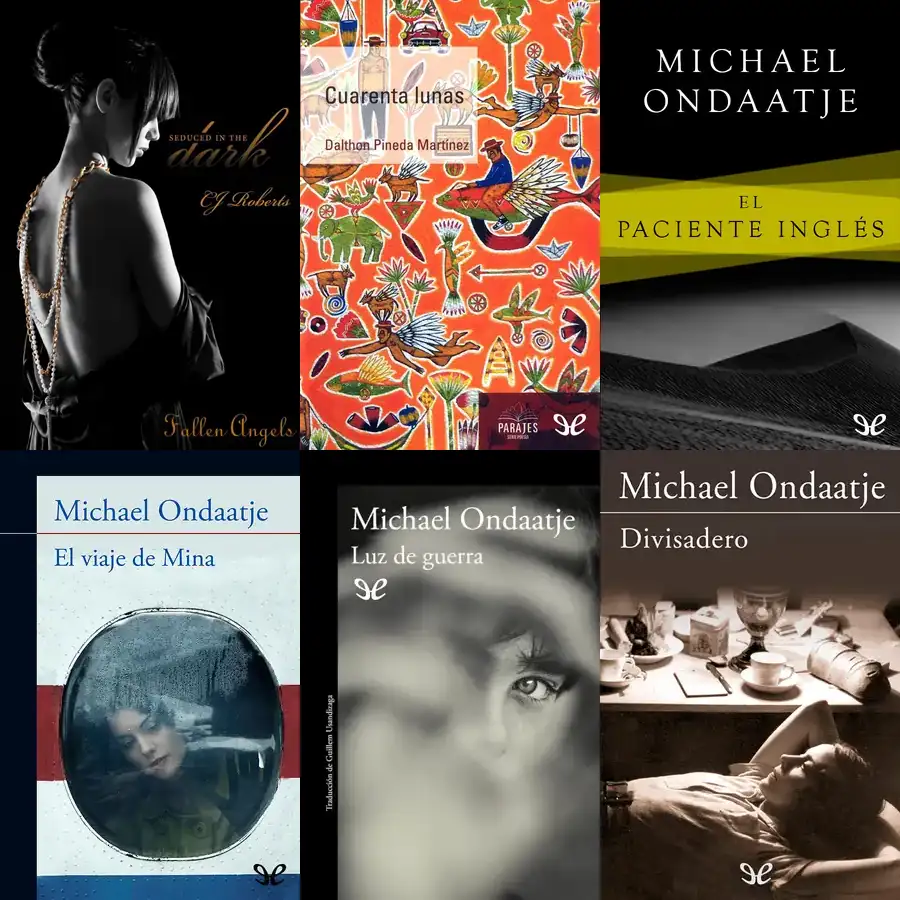 SEDUCED IN THE
dark
CJ Roberts
Fallen Angels
Cuarenta lunas
Dalthon Pineda Martínez
PARAJES
MICHAEL
ONDAATJE
EL
PACIENTE INGLÉS
Michael Ondaatje
El viaje de Mina
Michael Ondaatje
Luz de guerra
Traducción de Guillem Usandizaga
Michael Ondaatje
Divisadero